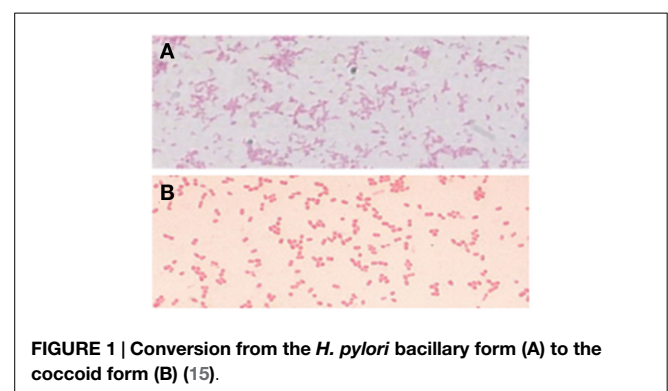 A
B
FIGURE 1 | Conversion from the H. pylori bacillary form (A) to the
coccoid form (B) (15).